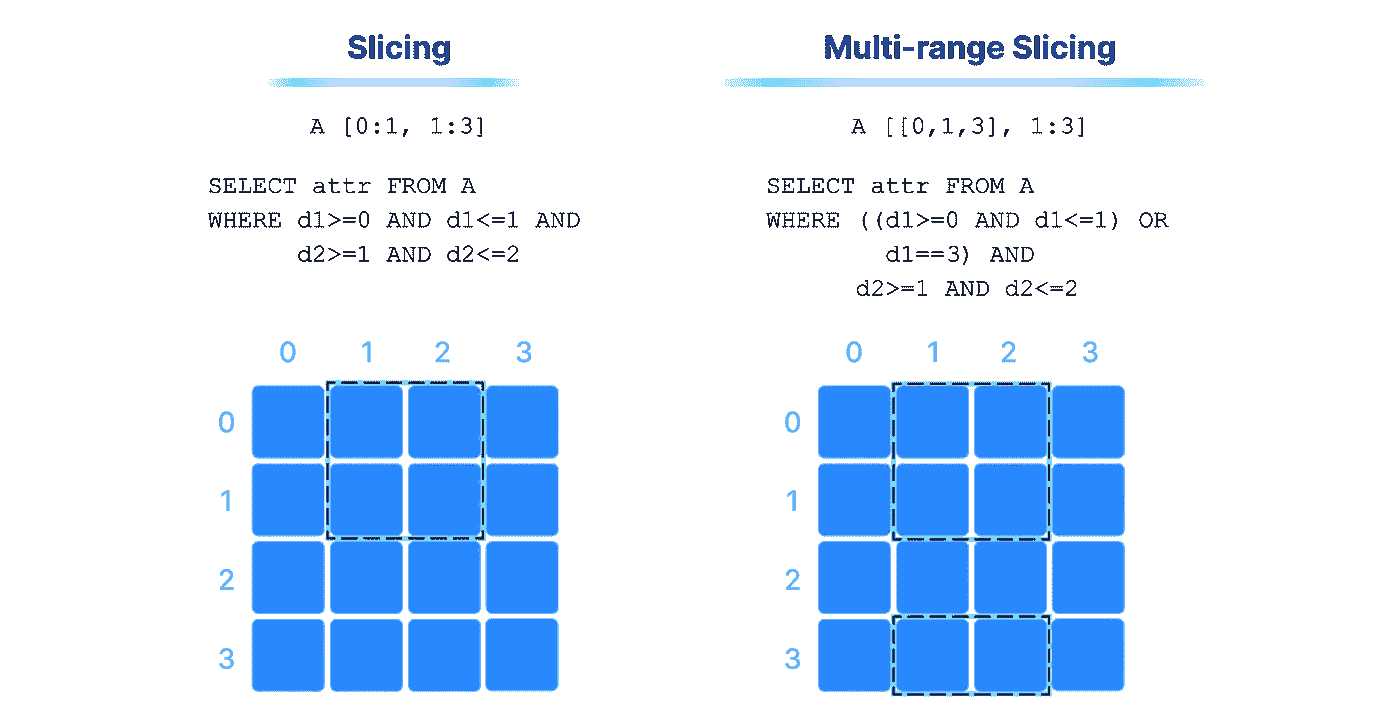 Slicing
A [0:1, 1:3]
SELECT attr FROM A
WHERE d1>=0 AND d1<=1 AND
d2>=1 AND d2<=2
0 1 2 3
0
1
2
3
Multi-range Slicing
A [[0,1,3], 1:3]
SELECT attr FROM A
WHERE ((d1>=0 AND d1<=1) OR
d1==3) AND
d2>=1 AND d2<=2
0 1 2 3
0
1
2
3